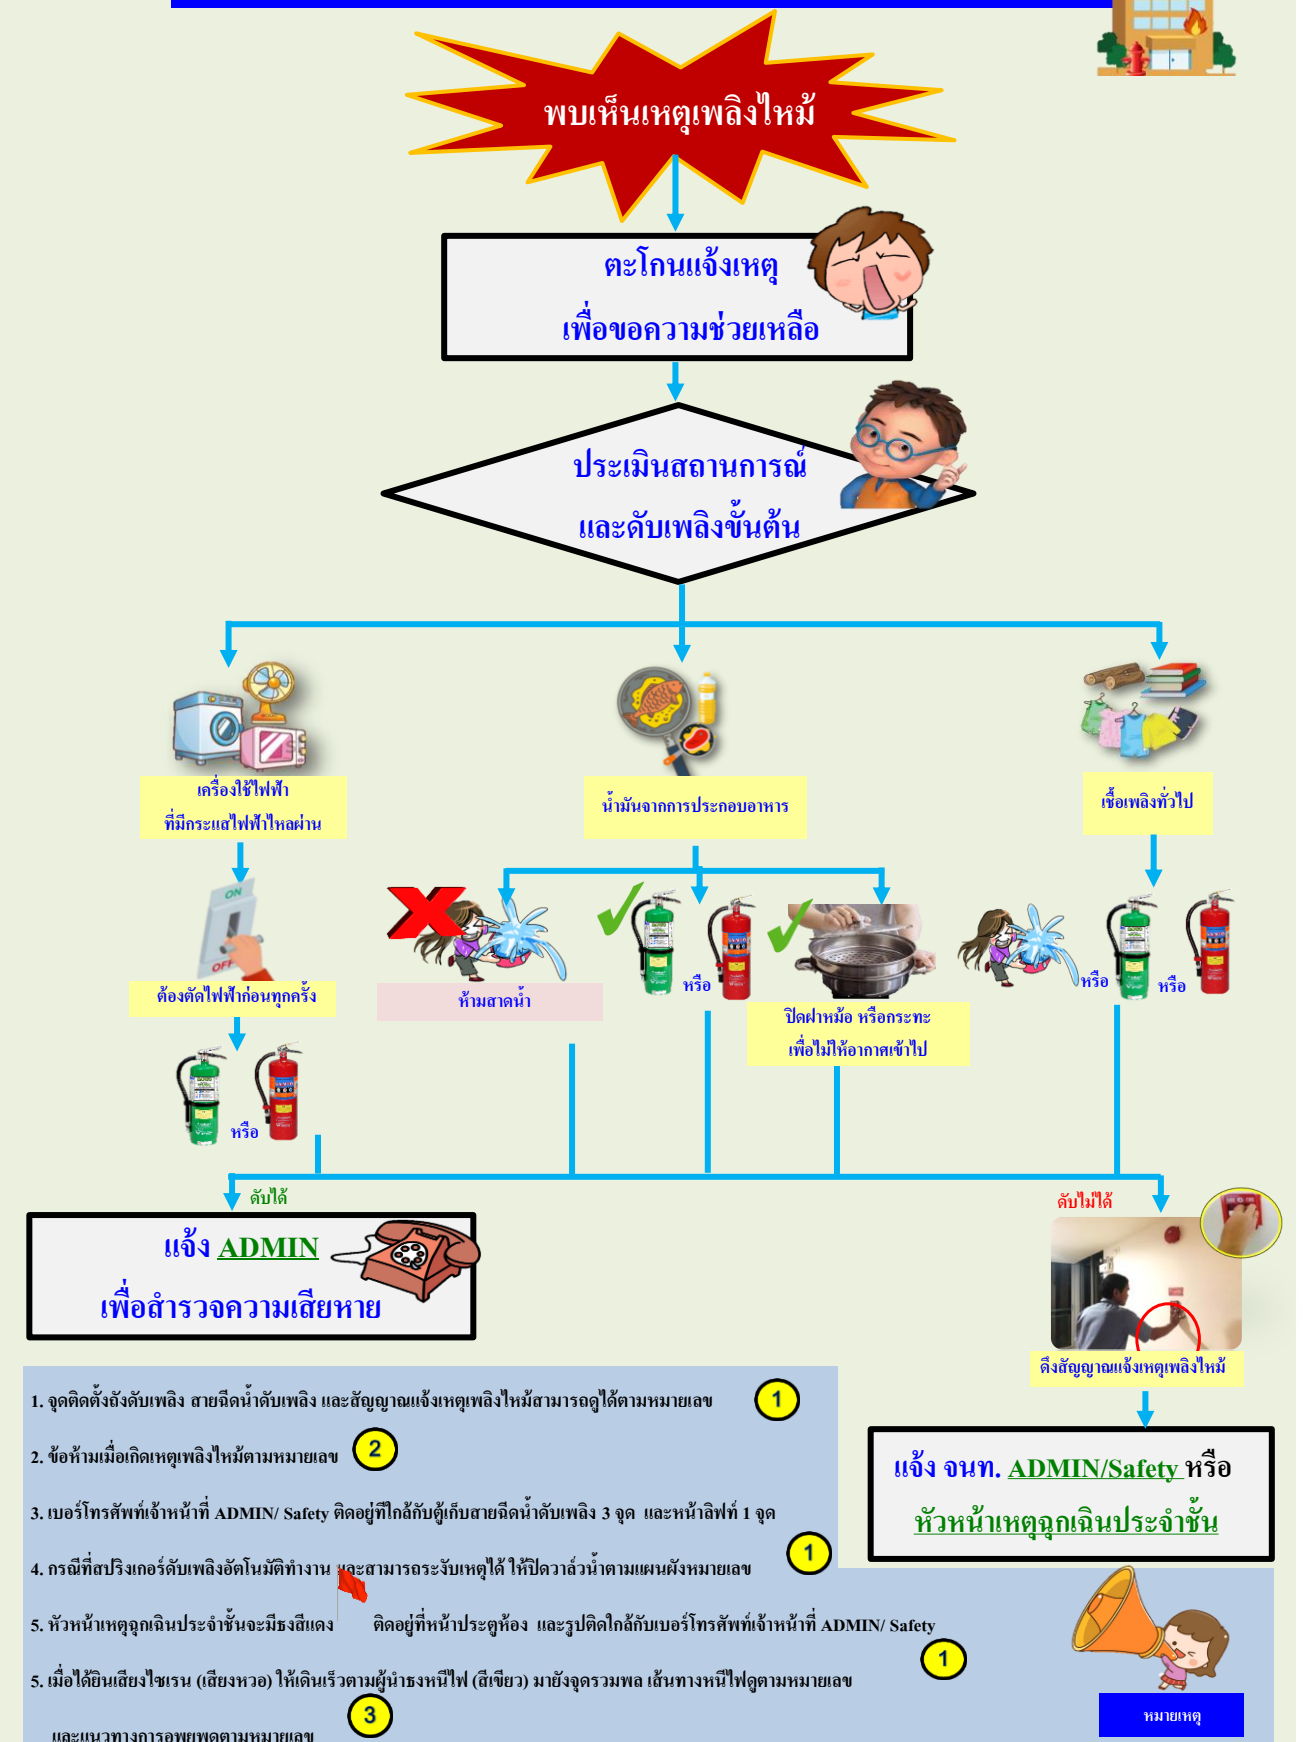 พบเห็นเหตุเพลิงไหม้
ตะโกนแจ้งเหตุ
เพื่อขอความช่วยเหลือ
ประเมินสถานการณ์
และดับเพลิงขั้นต้น
เครื่องใช้ไฟฟ้า
ที่มีกระแสไฟฟ้าไหลผ่าน
น้ำมันจากการประกอบอาหาร
เชื้อเพลิงทั่วไป
ON
OFF
ต้องตัดไฟฟ้าก่อนทุกครั้ง
หรือ
ห้ามสาดน้ำ
หรือ
ปิดฝาหม้อ หรือกระทะ
เพื่อไม่ให้อากาศเข้าไป
หรือ
หรือ
ดับได้
ดับไม่ได้
แจ้ง ADMIN
เพื่อสำรวจความเสียหาย
ดึงสัญญาณแจ้งเหตุเพลิงไหม้
แจ้ง จนท. ADMIN/Safety หรือ
หัวหน้าเหตุฉุกเฉินประจำชั้น
1. จุดติดตั้งถังดับเพลิง สายฉีดน้ำดับเพลิง และสัญญาณแจ้งเหตุเพลิงไหม้สามารถดูได้ตามหมายเลข 1
2. ข้อห้ามเมื่อเกิดเหตุเพลิงไหม้ตามหมายเลข 2
3. เบอร์โทรศัพท์เจ้าหน้าที่ ADMIN/ Safety ติดอยู่ที่ใกล้กับตู้เก็บสายฉีดน้ำดับเพลิง 3 จุด และหน้าลิฟท์ 1 จุด
4. กรณีที่สปริงเกอร์ดับเพลิงอัตโนมัติทำงาน และสามารถระงับเหตุได้ ให้ปิดวาล์วน้ำตามแผนผังหมายเลข 1
5. หัวหน้าเหตุฉุกเฉินประจำชั้นจะมีธงสีแดง ติดอยู่ที่หน้าประตูห้อง และรูปติดใกล้กับเบอร์โทรศัพท์เจ้าหน้าที่ ADMIN/ Safety
5. เมื่อได้ยินเสียงไซเรน (เสียงหวอ) ให้เดินเร็วตามผู้นำธงหนีไฟ (สีเขียว) มายังจุดรวมพล เส้นทางหนีไฟดูตามหมายเลข 1
และแนวทางการอพยพดูตามหมายเลข 3
หมายเหตุ